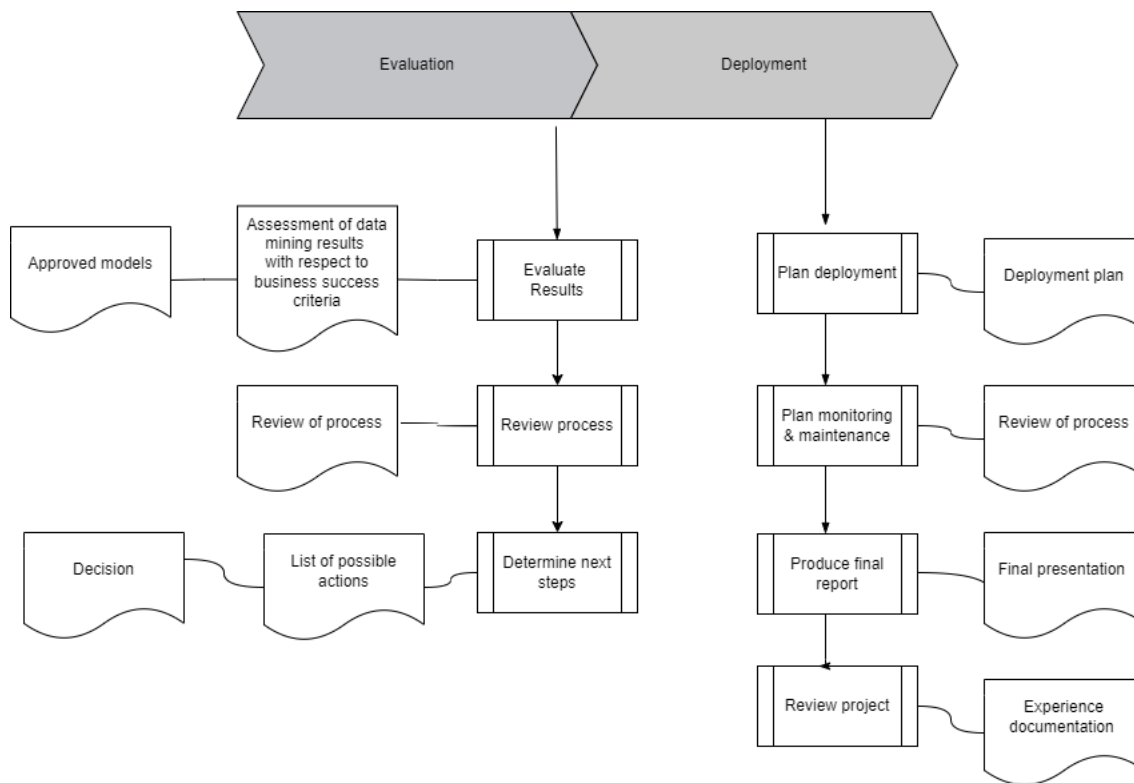 Evaluation
Deployment
Approved models
Assessment of data
mining results
with respect to
business success
criteria
Evaluate
Results
Plan deployment
Deployment plan
Review of process
Review process
Plan monitoring
& maintenance
Review of process
Decision
List of possible
actions
Determine next
steps
Produce final
report
Final presentation
Review project
Experience
documentation